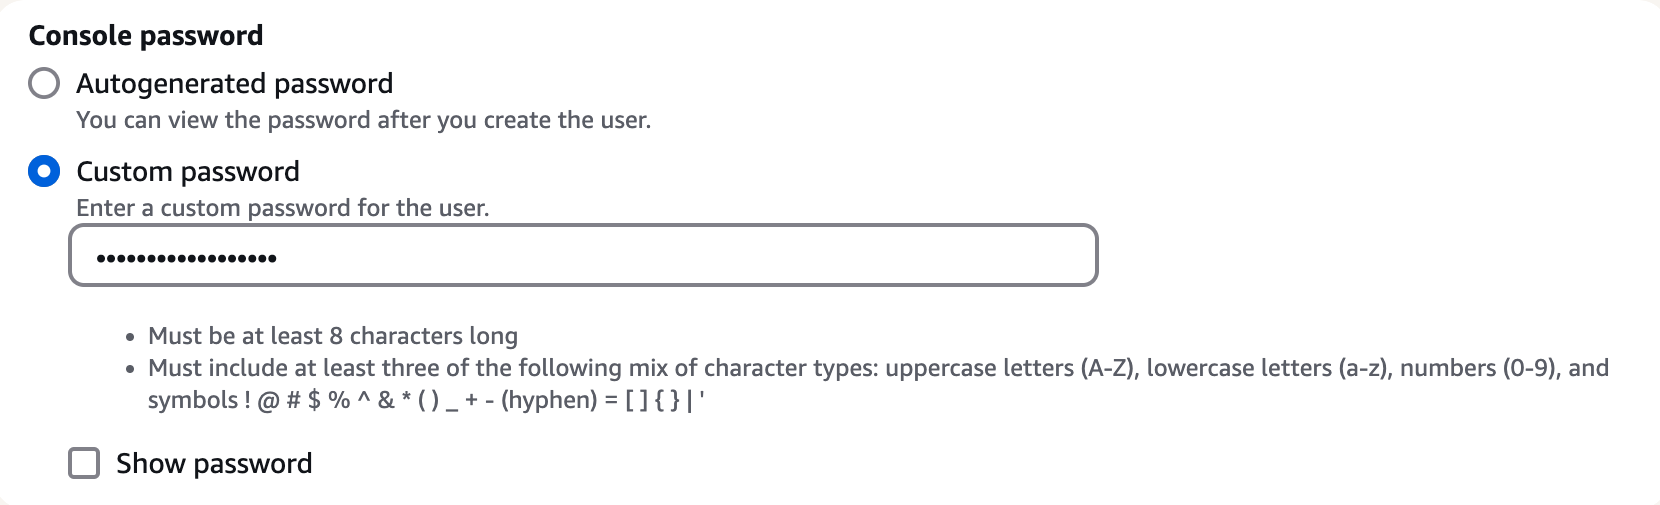 Console password
Autogenerated password
You can view the password after you create the user.
Custom password
Enter a custom password for the user.
••••••••••••••••••
• Must be at least 8 characters long
• Must include at least three of the following mix of character types: uppercase letters (A-Z), lowercase letters (a-z), numbers (0-9), and
symbols ! @ # $ % ^ & * ( ) _ + - (hyphen) = [ ] { } | '
Show password